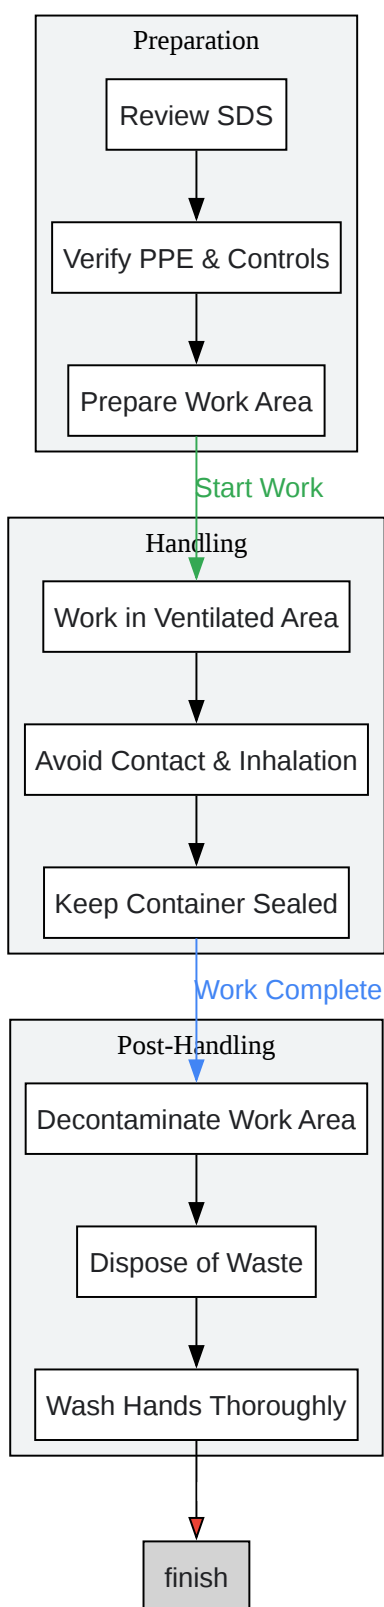 Preparation
Review SDS
Verify PPE & Controls
Prepare Work Area
Start Work
Handling
Work in Ventilated Area
Avoid Contact & Inhalation
Keep Container Sealed
Work Complete
Post-Handling
Decontaminate Work Area
Dispose of Waste
Wash Hands Thoroughly
finish